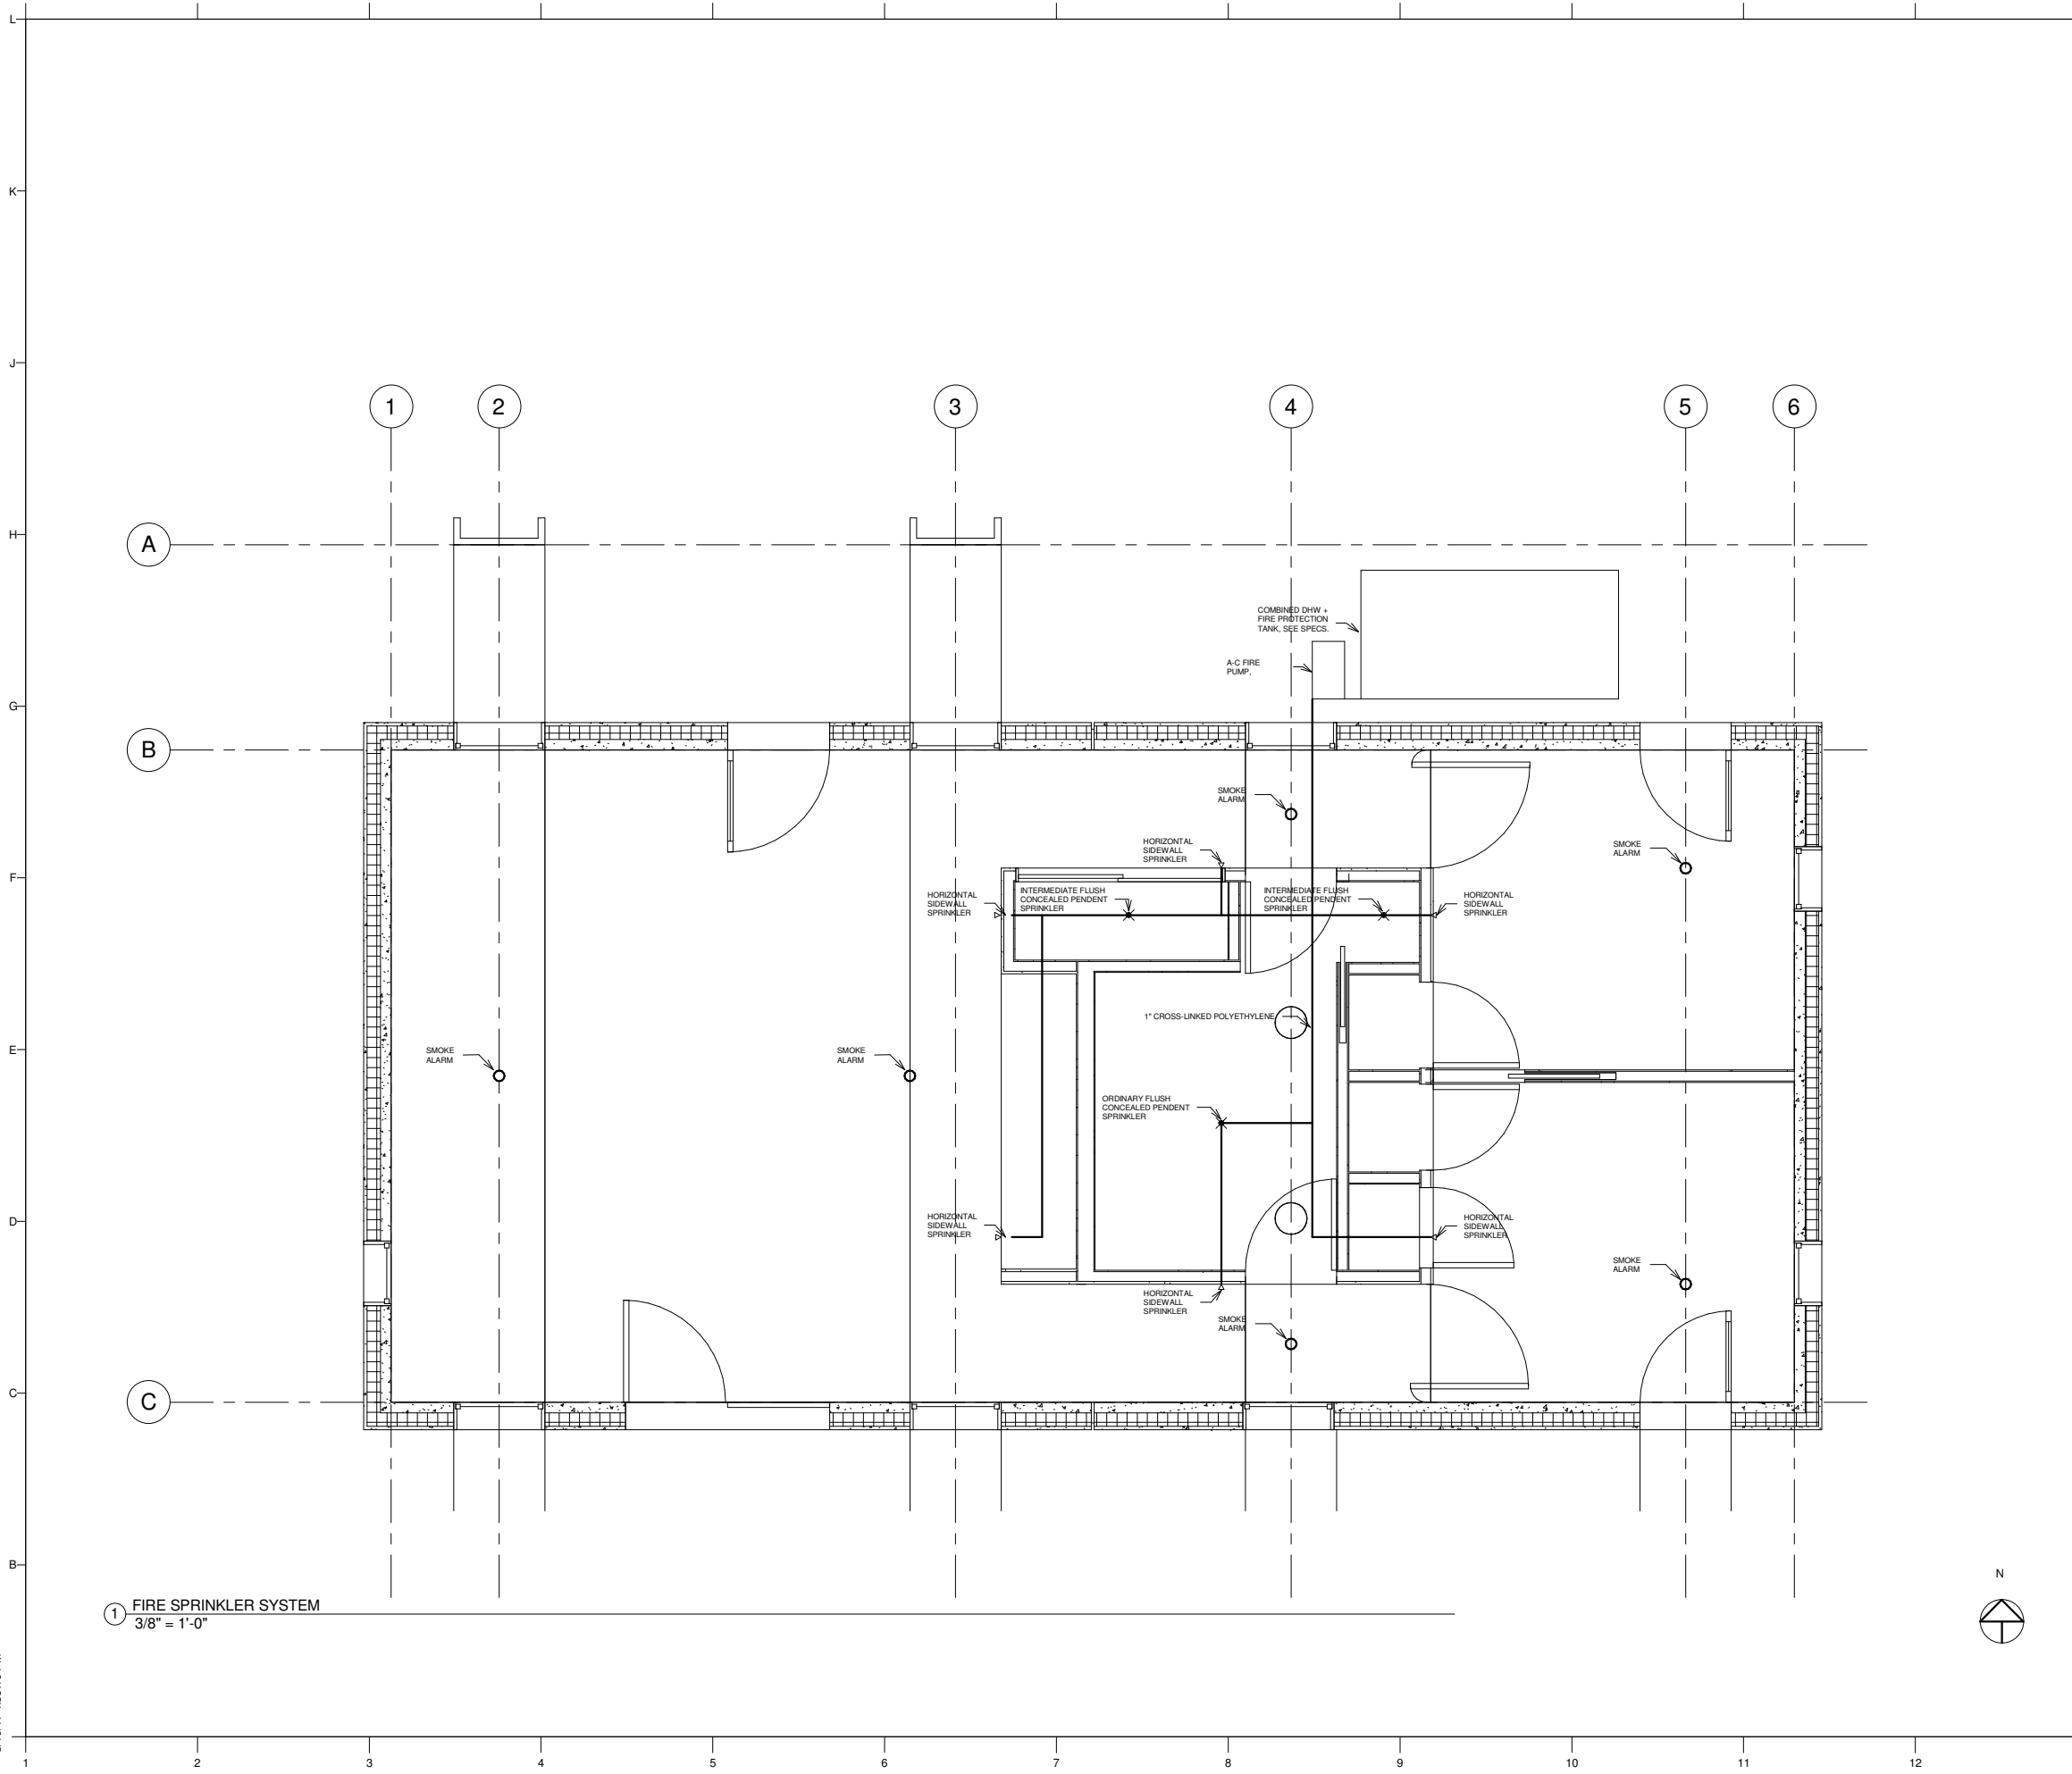 L
K
J
H
G
F
E
D
C
B
1
2
3
4
5
6
A
B
C
COMBINED DHW +
FIRE PROTECTION
TANK, SEE SPECS.
A-C FIRE
PUMP,
SMOKE
ALARM
HORIZONTAL
SIDEWALL
SPRINKLER
SMOKE
ALARM
HORIZONTAL
SIDEWALL
SPRINKLER
INTERMEDIATE FLUSH
CONCEALED PENDENT
SPRINKLER
INTERMEDIATE FLUSH
CONCEALED PENDENT
SPRINKLER
HORIZONTAL
SIDEWALL
SPRINKLER
1" CROSS-LINKED POLYETHYLENE
SMOKE
ALARM
SMOKE
ALARM
ORDINARY FLUSH
CONCEALED PENDENT
SPRINKLER
HORIZONTAL
SIDEWALL
SPRINKLER
HORIZONTAL
SIDEWALL
SPRINKLER
SMOKE
ALARM
HORIZONTAL
SIDEWALL
SPRINKLER
SMOKE
ALARM
1
FIRE SPRINKLER SYSTEM
3/8" = 1'-0"
N
1
2
3
4
5
6
7
8
9
10
11
12